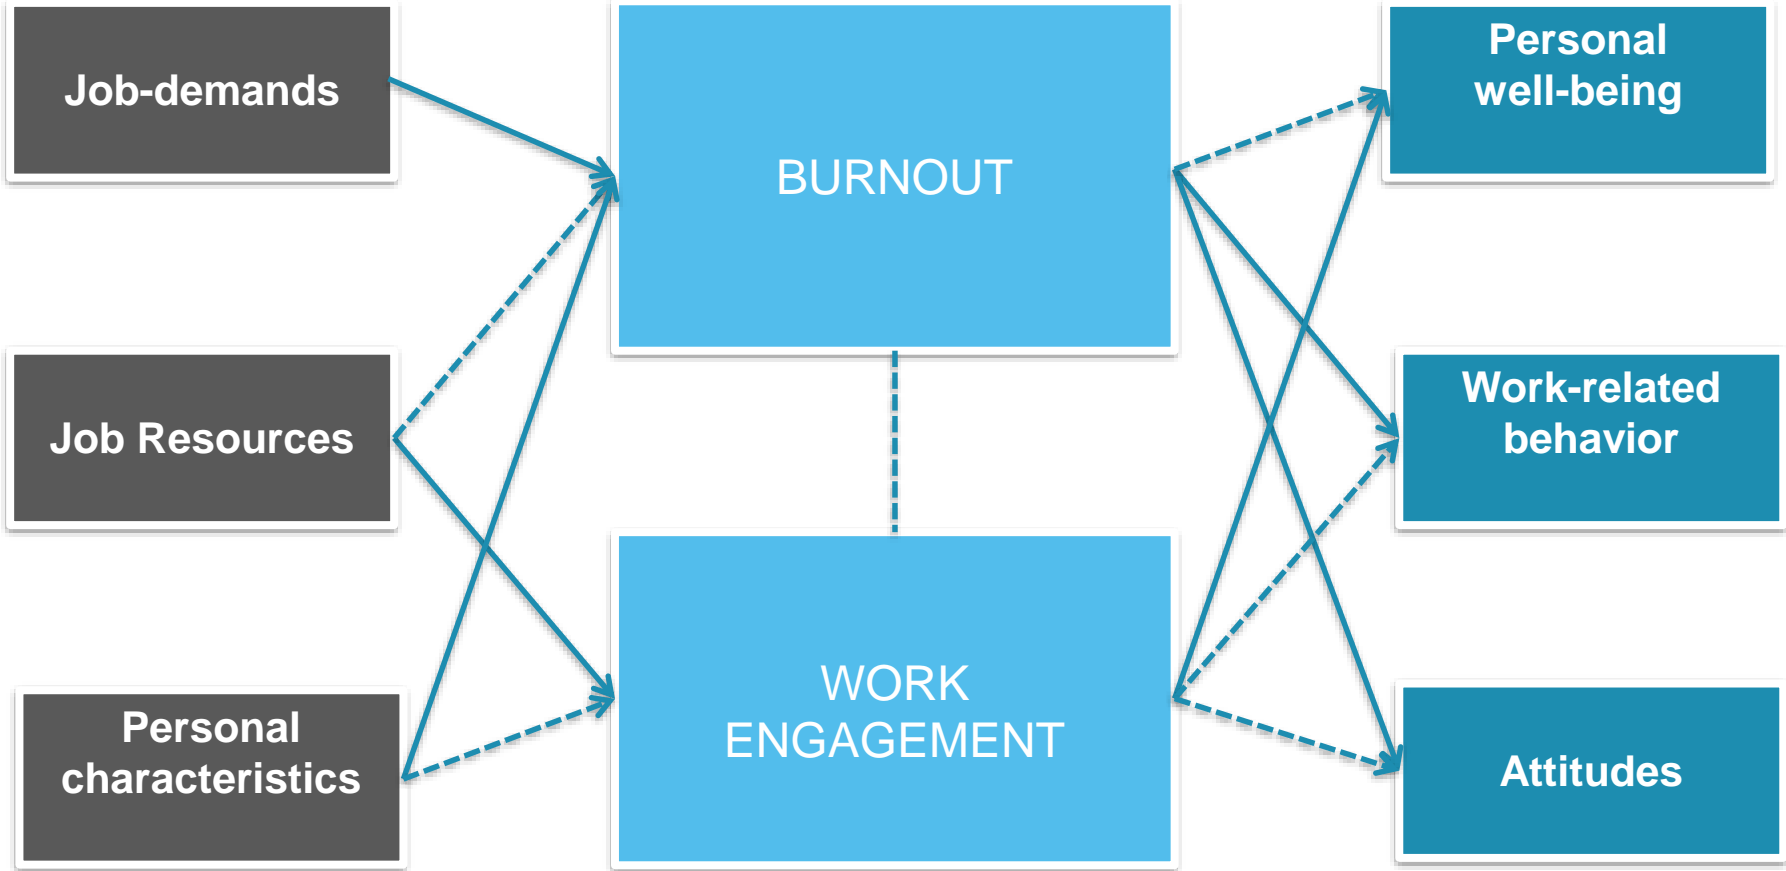 Job-demands
BURNOUT
Personal
well-being
Job Resources
Work-related
behavior
Personal
characteristics
WORK
ENGAGEMENT
Attitudes